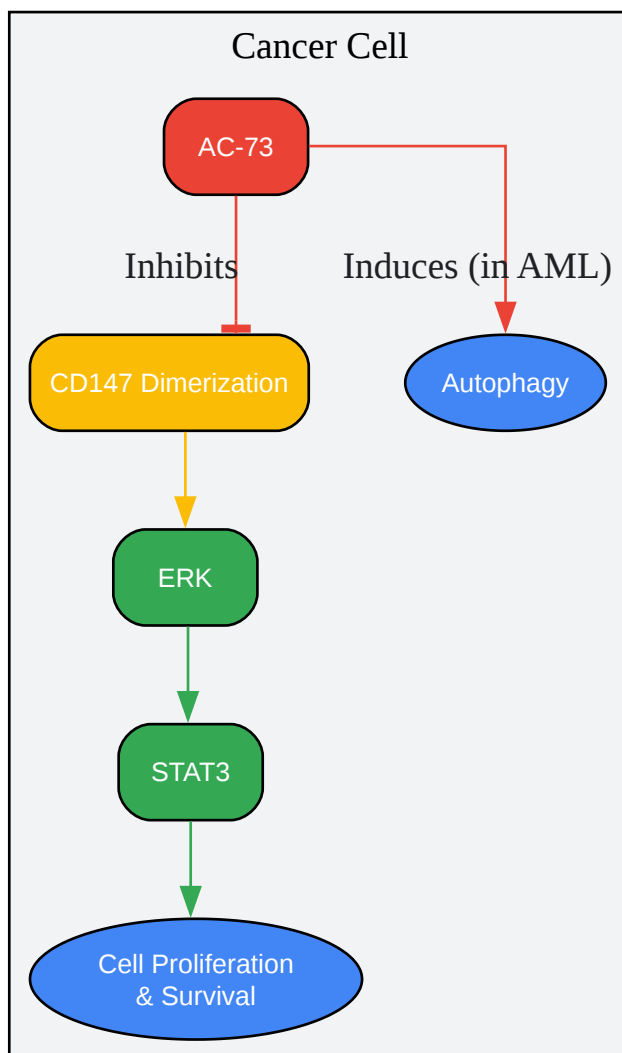 Cancer Cell
AC-73
Inhibits
Induces (in AML)
CD147 Dimerization
Autophagy
ERK
STAT3
Cell Proliferation
& Survival